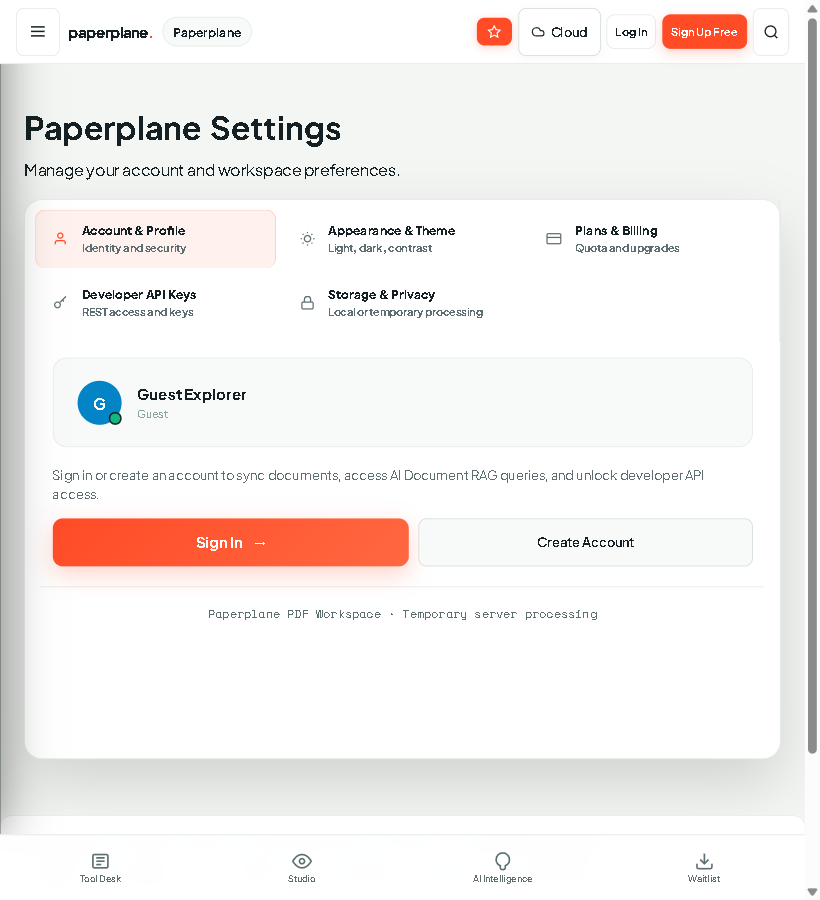 paperplane.
Paperplane
Cloud
Log In
Sign Up Free
Paperplane Settings
Manage your account and workspace preferences.
Account & Profile
Identity and security
Appearance & Theme
Light, dark, contrast
Plans & Billing
Quota and upgrades
Developer API Keys
REST access and keys
Storage & Privacy
Local or temporary processing
G
Guest Explorer
Guest
Sign in or create an account to sync documents, access AI Document RAG queries, and unlock developer API
access.
Sign In →
Create Account
Paperplane PDF Workspace · Temporary server processing
Tool Desk
Studio
AI Intelligence
Waitlist